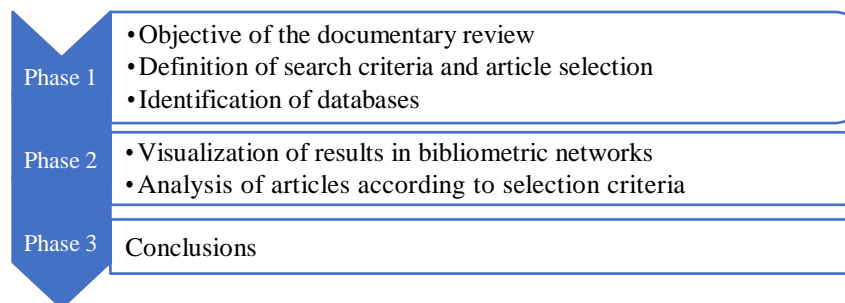 Phase 1
•Objective of the documentary review
•Definition of search criteria and article selection
•Identification of databases
Phase 2
•Visualization of results in bibliometric networks
•Analysis of articles according to selection criteria
Phase 3
Conclusions